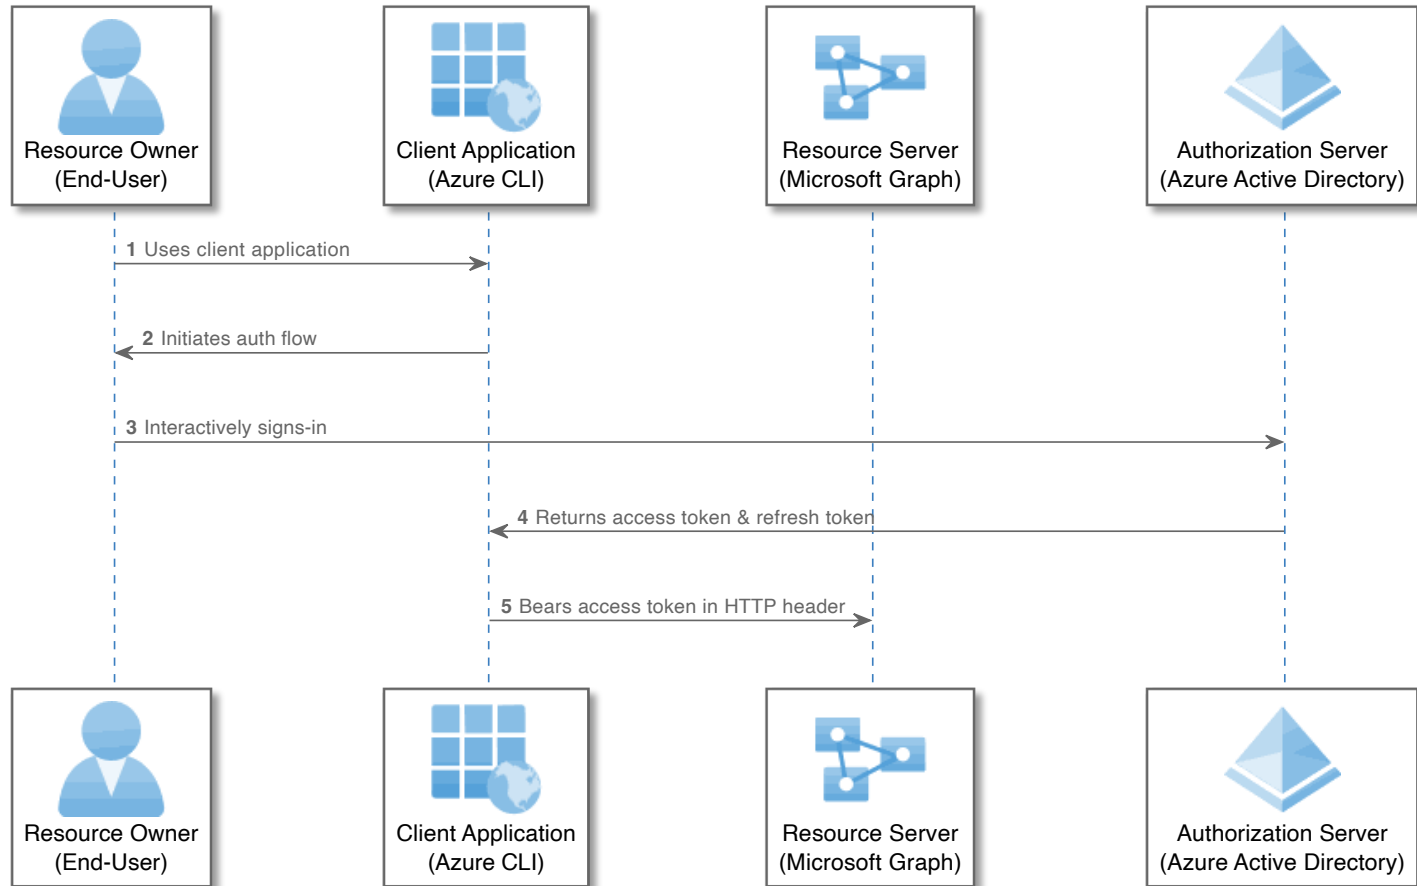 Resource Owner
(End-User)
Client Application
(Azure CLI)
Resource Server
(Microsoft Graph)
Authorization Server
(Azure Active Directory)
1 Uses client application
2 Initiates auth flow
3 Interactively signs-in
4 Returns access token & refresh token
5 Bears access token in HTTP header
Resource Owner
(End-User)
Client Application
(Azure CLI)
Resource Server
(Microsoft Graph)
Authorization Server
(Azure Active Directory)